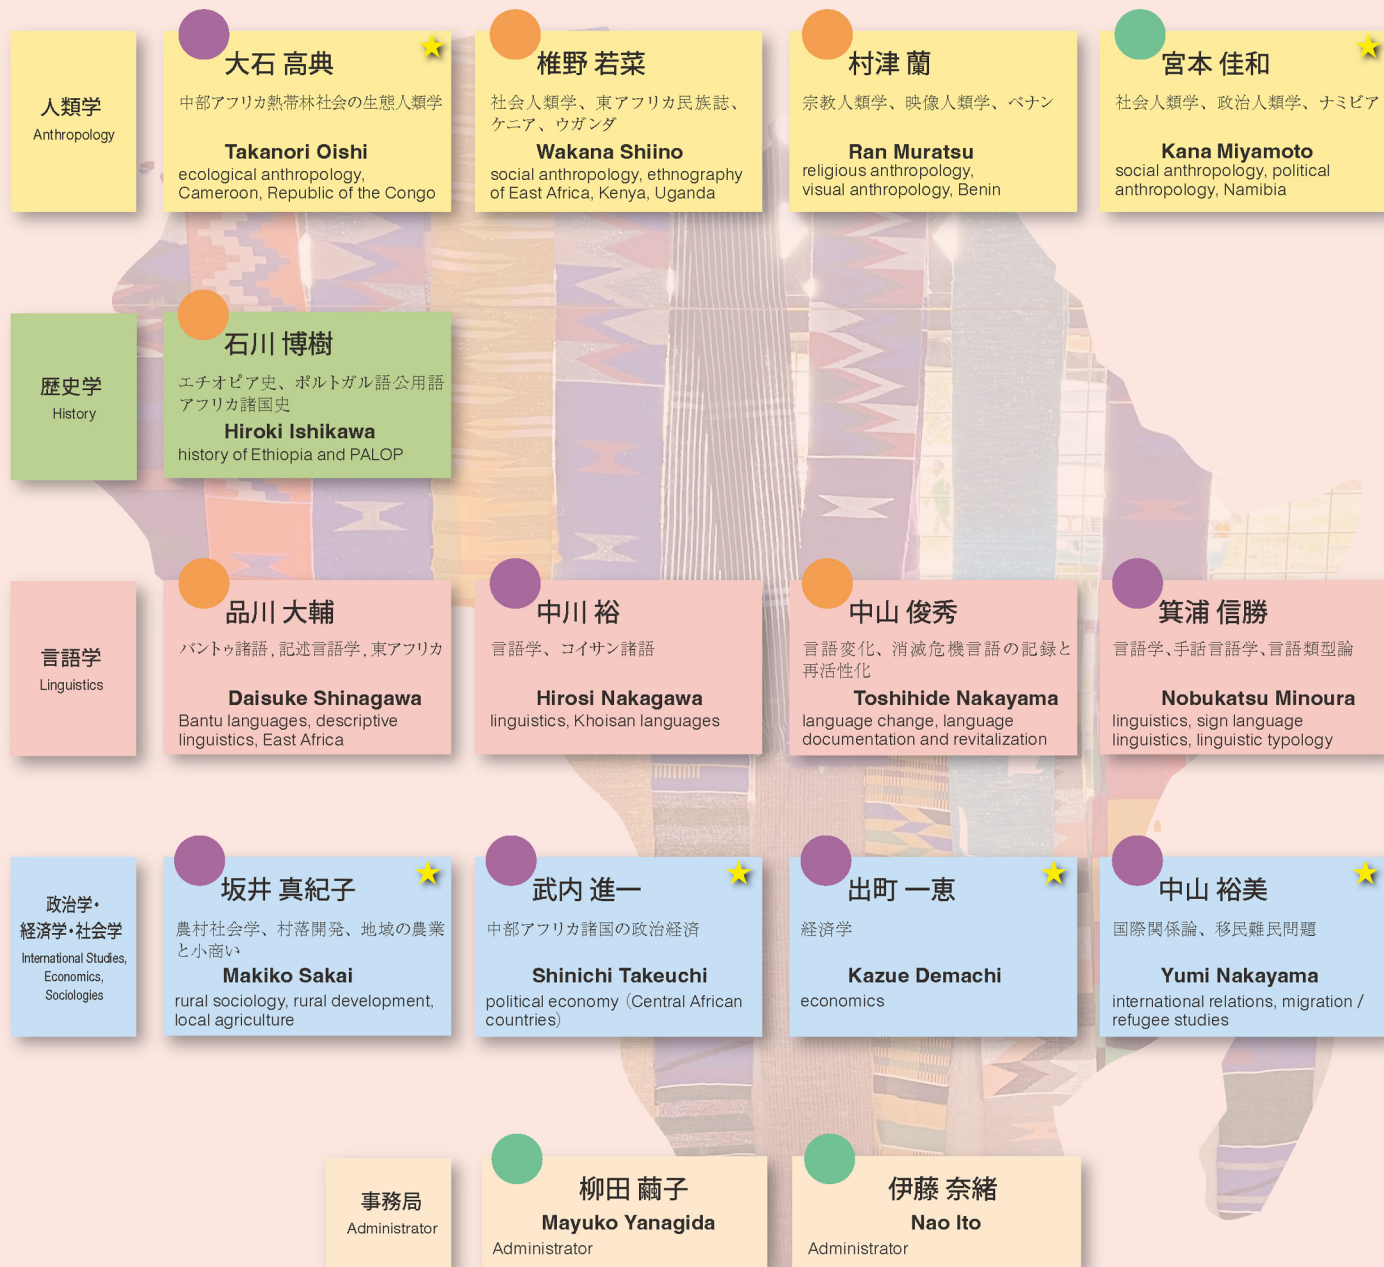 人類学
Anthropology
大石 高典
中部アフリカ熱帯林社会の生態人類学
Takanori Oishi
ecological anthropology,
Cameroon, Republic of the Congo
椎野 若菜
社会人類学、東アフリカ民族誌、
ケニア、ウガンダ
Wakana Shiino
social anthropology, ethnography
of East Africa, Kenya, Uganda
村津 蘭
宗教人類学、映像人類学、ベナン
Ran Muratsu
religious anthropology,
visual anthropology, Benin
宮本 佳和
社会人類学、政治人類学、ナミビア
Kana Miyamoto
social anthropology, political
anthropology, Namibia
歴史学
History
石川 博樹
エチオピア史、ポルトガル語公用語
アフリカ諸国史
Hiroki Ishikawa
history of Ethiopia and PALOP
言語学
Linguistics
品川 大輔
バントゥ諸語, 記述言語学, 東アフリカ
Daisuke Shinagawa
Bantu languages, descriptive
linguistics, East Africa
中川 裕
言語学、コイサン諸語
Hirosi Nakagawa
linguistics, Khoisan languages
中山 俊秀
言語変化、消滅危機言語の記録と
再活性化
Toshihide Nakayama
language change, language
documentation and revitalization
箕浦 信勝
言語学、手話言語学、言語類型論
Nobukatsu Minoura
linguistics, sign language
linguistics, linguistic typology
政治学・
経済学・社会学
International Studies,
Economics,
Sociologies
坂井 真紀子
農村社会学、村落開発、地域の農業
と小商い
Makiko Sakai
rural sociology, rural development,
local agriculture
武内 進一
中部アフリカ諸国の政治経済
Shinichi Takeuchi
political economy (Central African
countries)
出町 一恵
経済学
Kazue Demachi
economics
中山 裕美
国際関係論、移民難民問題
Yumi Nakayama
international relations, migration /
refugee studies
事務局
Administrator
柳田 繭子
Mayuko Yanagida
Administrator
伊藤 奈緒
Nao Ito
Administrator